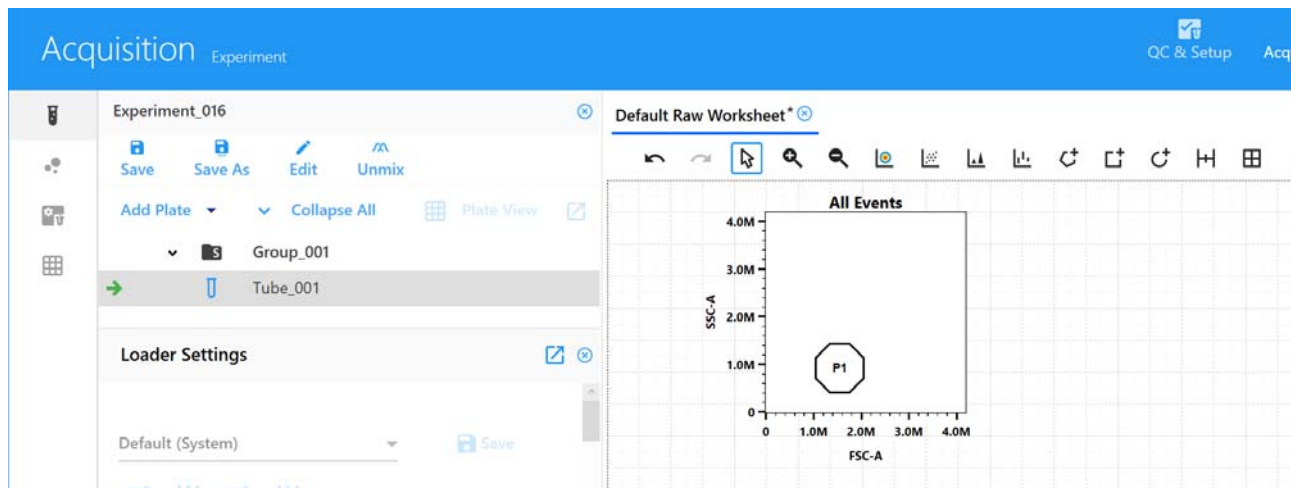 Acquisition Experiment
QC & Setup
Acq
Experiment_016
Save
Save As
Edit
Unmix
Add Plate
Collapse All
Plate View
S
Group_001
Tube_001
Loader Settings
Default (System)
Save
Default Raw Worksheet*
All Events
4.0M
3.0M
2.0M
1.0M
0
SSC-A
P1
0 1.0M 2.0M 3.0M 4.0M
FSC-A